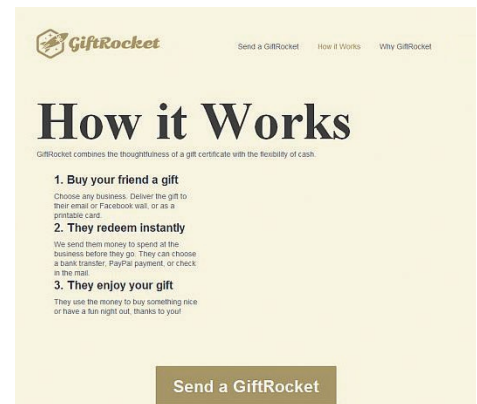 GiftRocket
Send a GiftRocket How it Works Why GiftRocket
How it Works
GiftRocket combines the thoughtfulness of a gift certificate with the flexibility of cash.
1. Buy your friend a gift
Choose any business. Deliver the gift to
their email or Facebook wall, or as a
printable card.
2. They redeem instantly
We send them money to spend at the
business before they go. They can choose
a bank transfer, PayPal payment, or check
in the mail.
3. They enjoy your gift
They use the money to buy something nice
or have a fun night out, thanks to you!
Send a GiftRocket